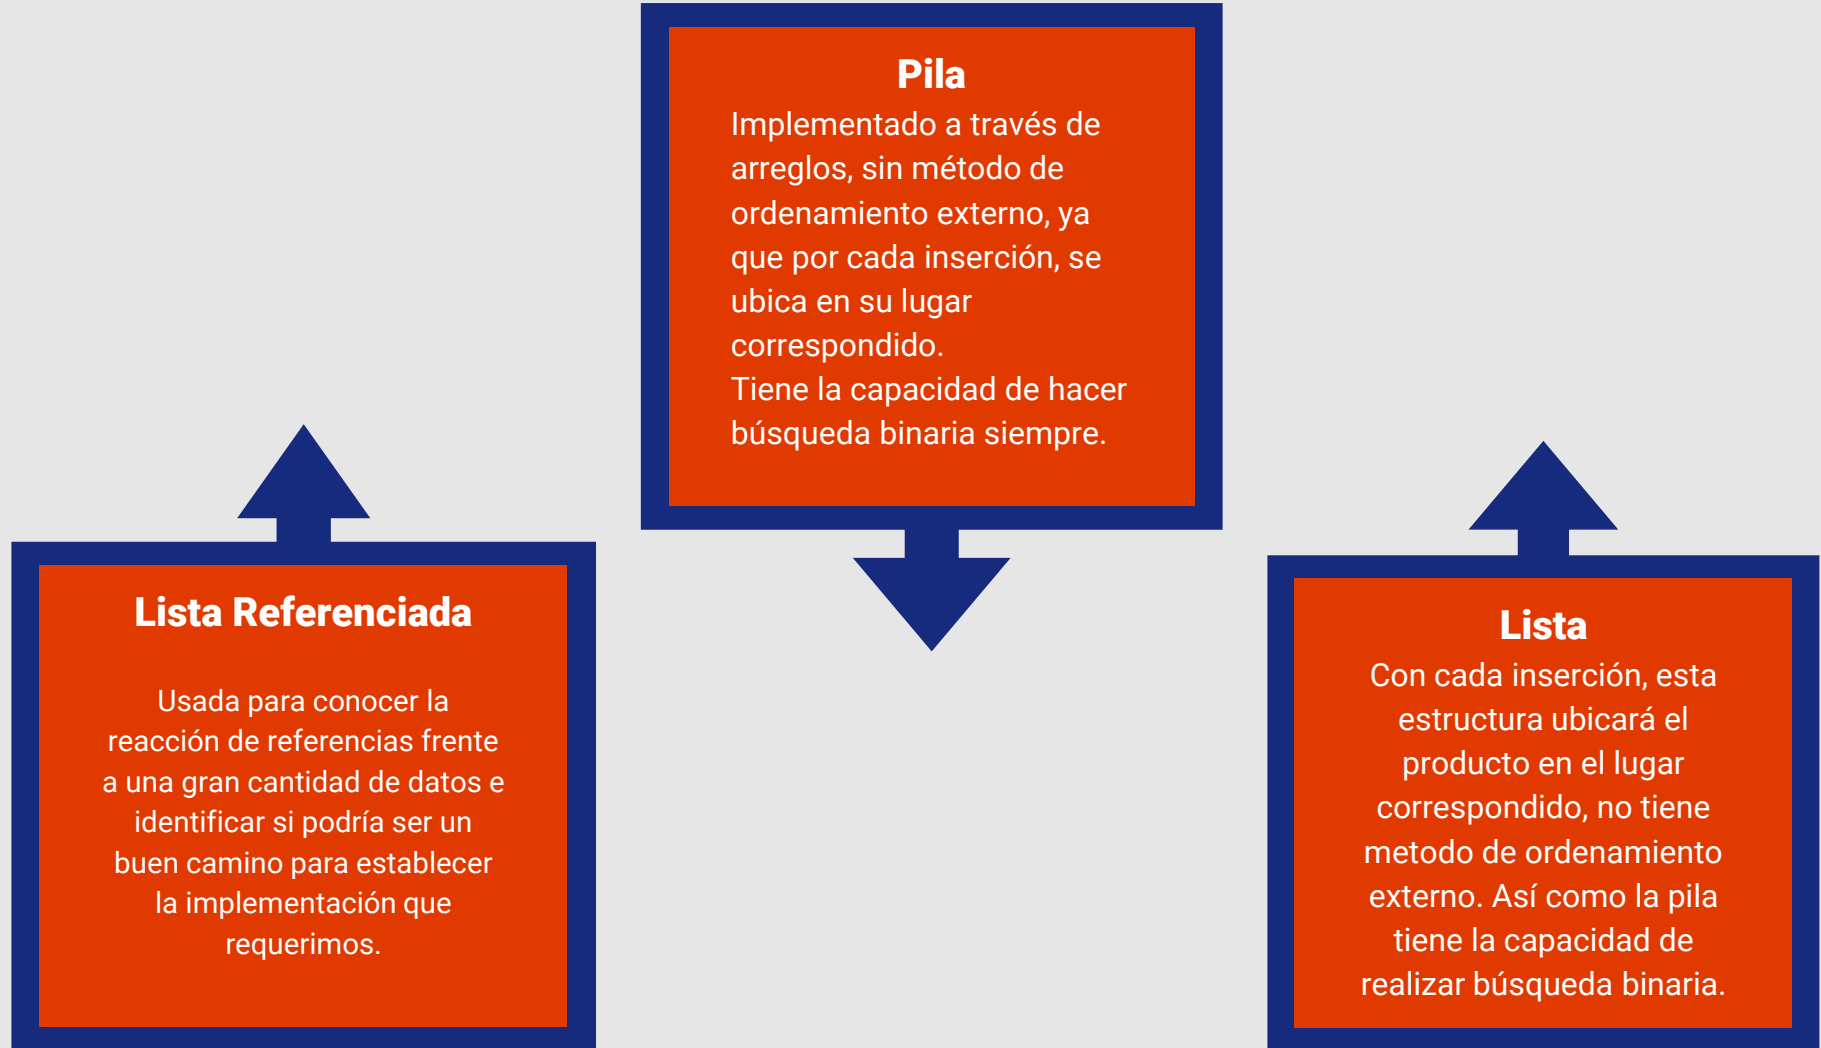 Pila
Implementado a través de
arreglos, sin método de
ordenamiento externo, ya
que por cada inserción, se
ubica en su lugar
correspondido.
Tiene la capacidad de hacer
búsqueda binaria siempre.
Lista Referenciada
Usada para conocer la
reacción de referencias frente
a una gran cantidad de datos e
identificar si podría ser un
buen camino para establecer
la implementación que
requerimos.
Lista
Con cada inserción, esta
estructura ubicará el
producto en el lugar
correspondido, no tiene
metodo de ordenamiento
externo. Así como la pila
tiene la capacidad de
realizar búsqueda binaria.